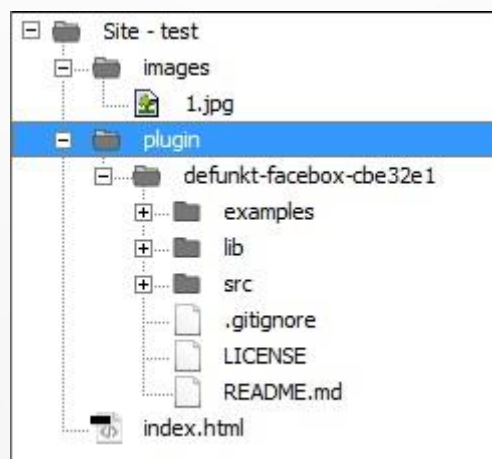 Site - test
images
1.jpg
plugin
defunkt-facebox-cbe32e1
examples
lib
src
.gitignore
LICENSE
README.md
index.html